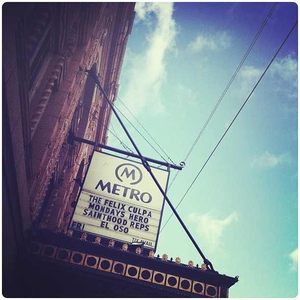 M
METRO
THE FELIX CULPA
MONDAYS HERO
SAINTHOOD REPS
FRI EL OSO